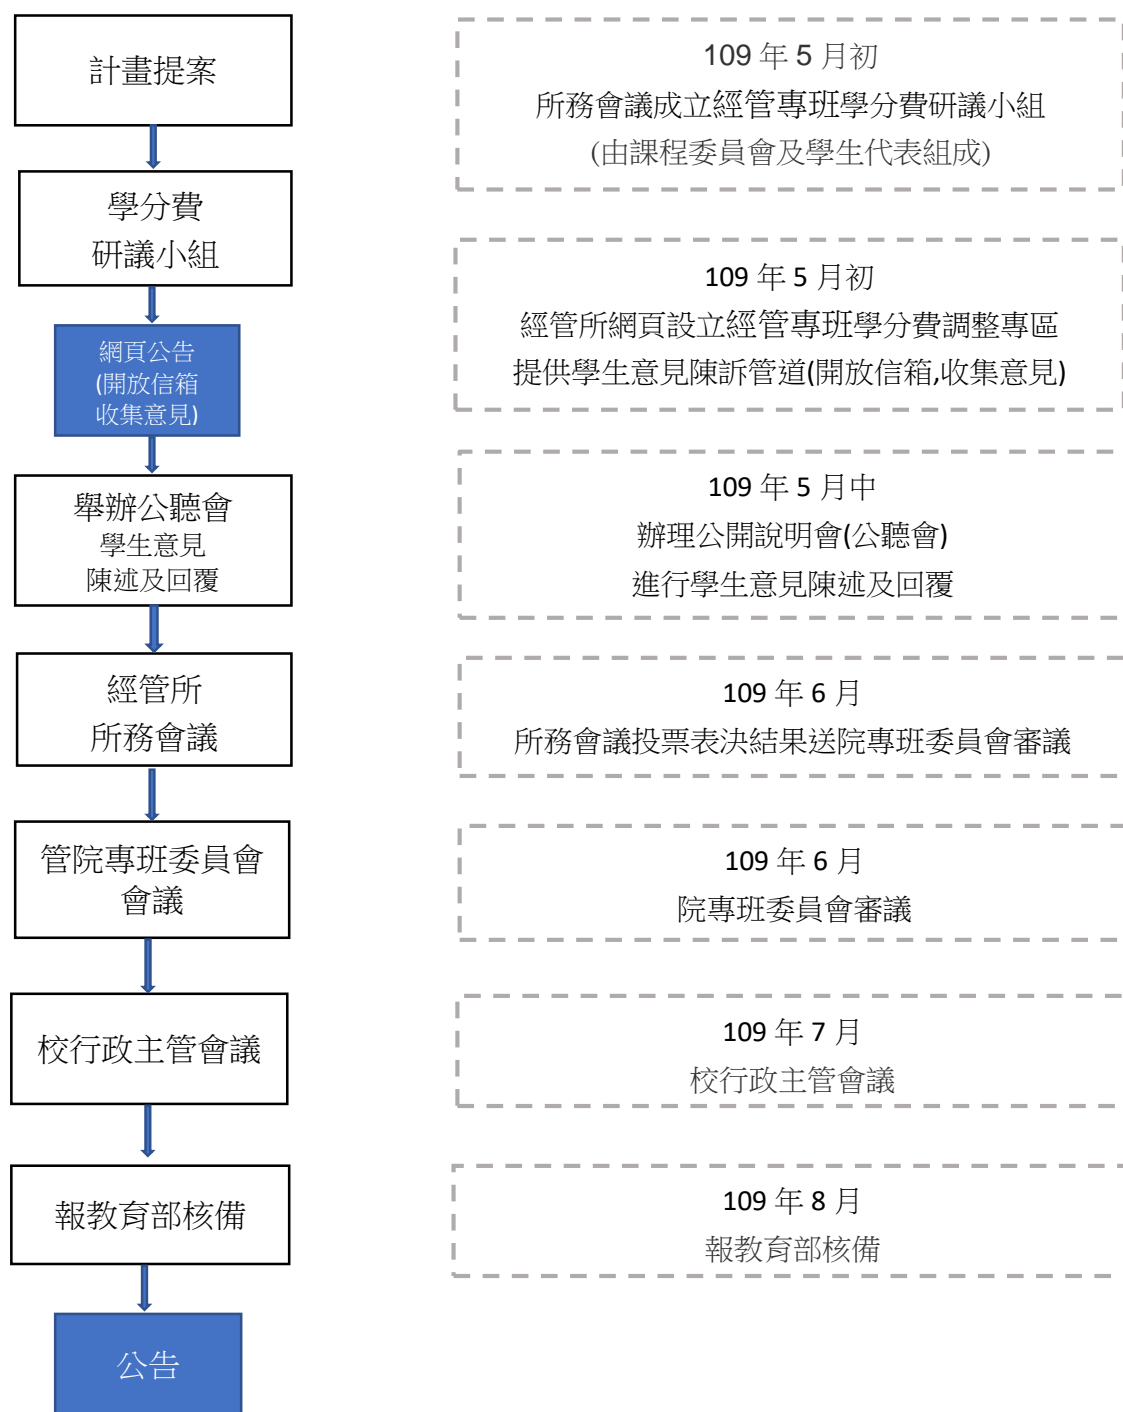 計畫提案
109 年 5 月初
所務會議成立經管專班學分費研議小組
(由課程委員會及學生代表組成)
學分費
研議小組
109 年 5 月初
經管所網頁設立經管專班學分費調整專區
提供學生意見陳訴管道(開放信箱,收集意見)
網頁公告
(開放信箱
收集意見)
舉辦公聽會
學生意見
陳述及回覆
109 年 5 月中
辦理公開說明會(公聽會)
進行學生意見陳述及回覆
經管所
所務會議
109 年 6 月
所務會議投票表決結果送院專班委員會審議
管院專班委員會
會議
109 年 6 月
院專班委員會審議
校行政主管會議
109 年 7 月
校行政主管會議
報教育部核備
109 年 8 月
報教育部核備
公告